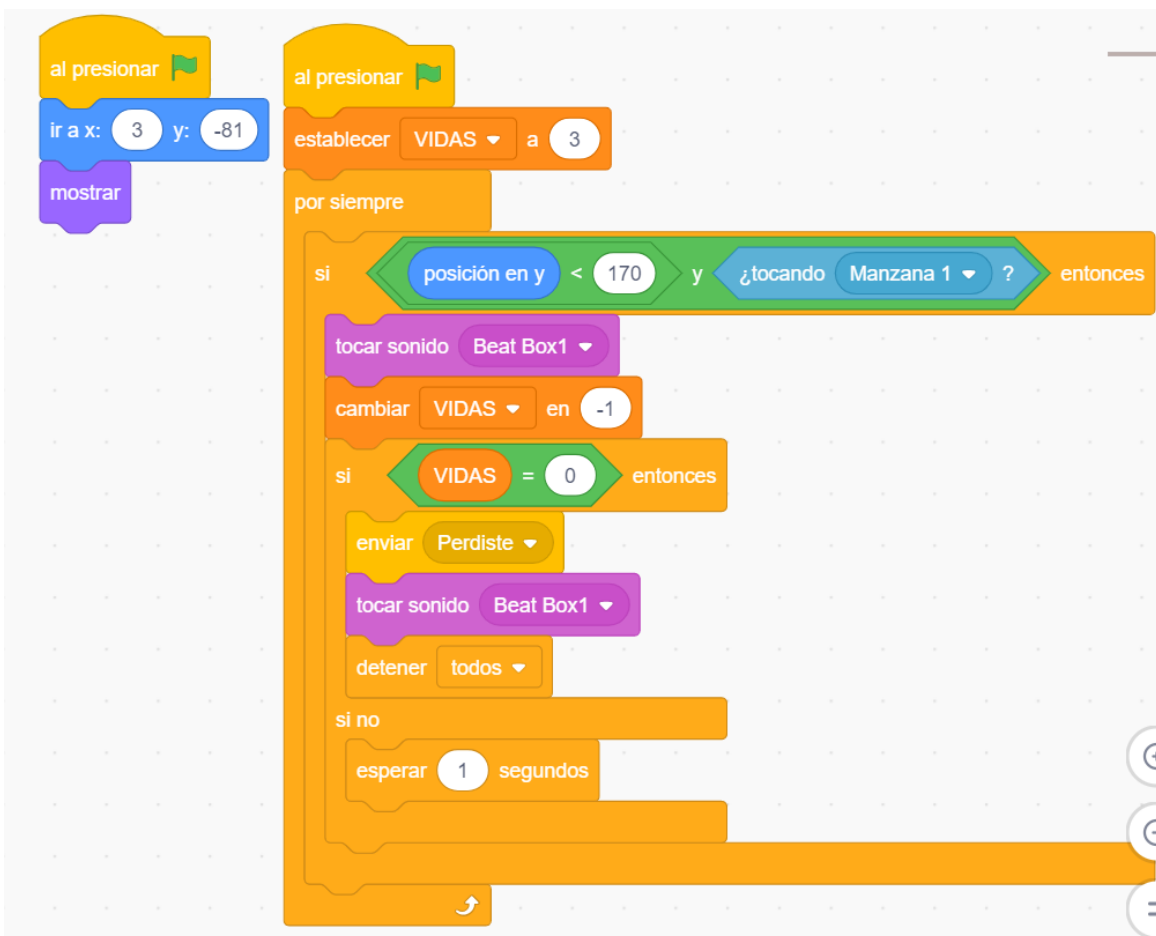 al presionar
ir a x: 3 y: -81
mostrar
al presionar
establecer VIDAS a 3
por siempre
si posición en y < 170 y ¿tocando Manzana 1 ? entonces
tocar sonido Beat Box1
cambiar VIDAS en -1
si VIDAS = 0 entonces
enviar Perdiste
tocar sonido Beat Box1
detener todos
si no
esperar 1 segundos